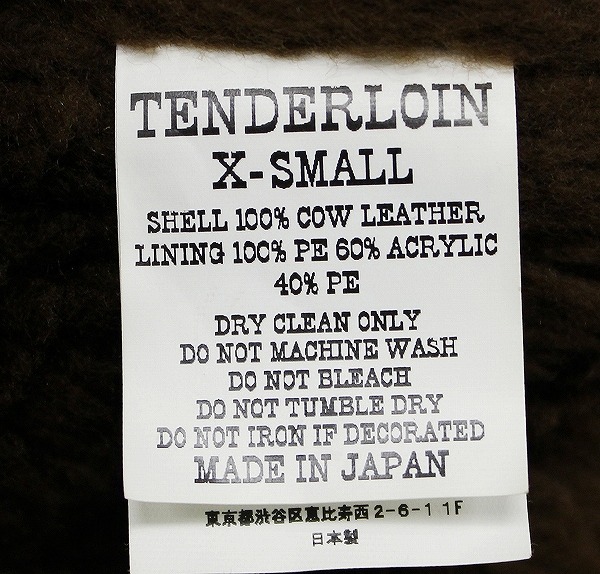 TENDERLOIN
X-SMALL
SHELL 100% COW LEATHER
LINING 100% PE 60% ACRYLIC
40% PE
DRY CLEAN ONLY
DO NOT MACHINE WASH
DO NOT BLEACH
DO NOT TUMBLE DRY
DO NOT IRON IF DECORATED
MADE IN JAPAN
東京都渋谷区恵比寿西2-6-1 1F
日本製